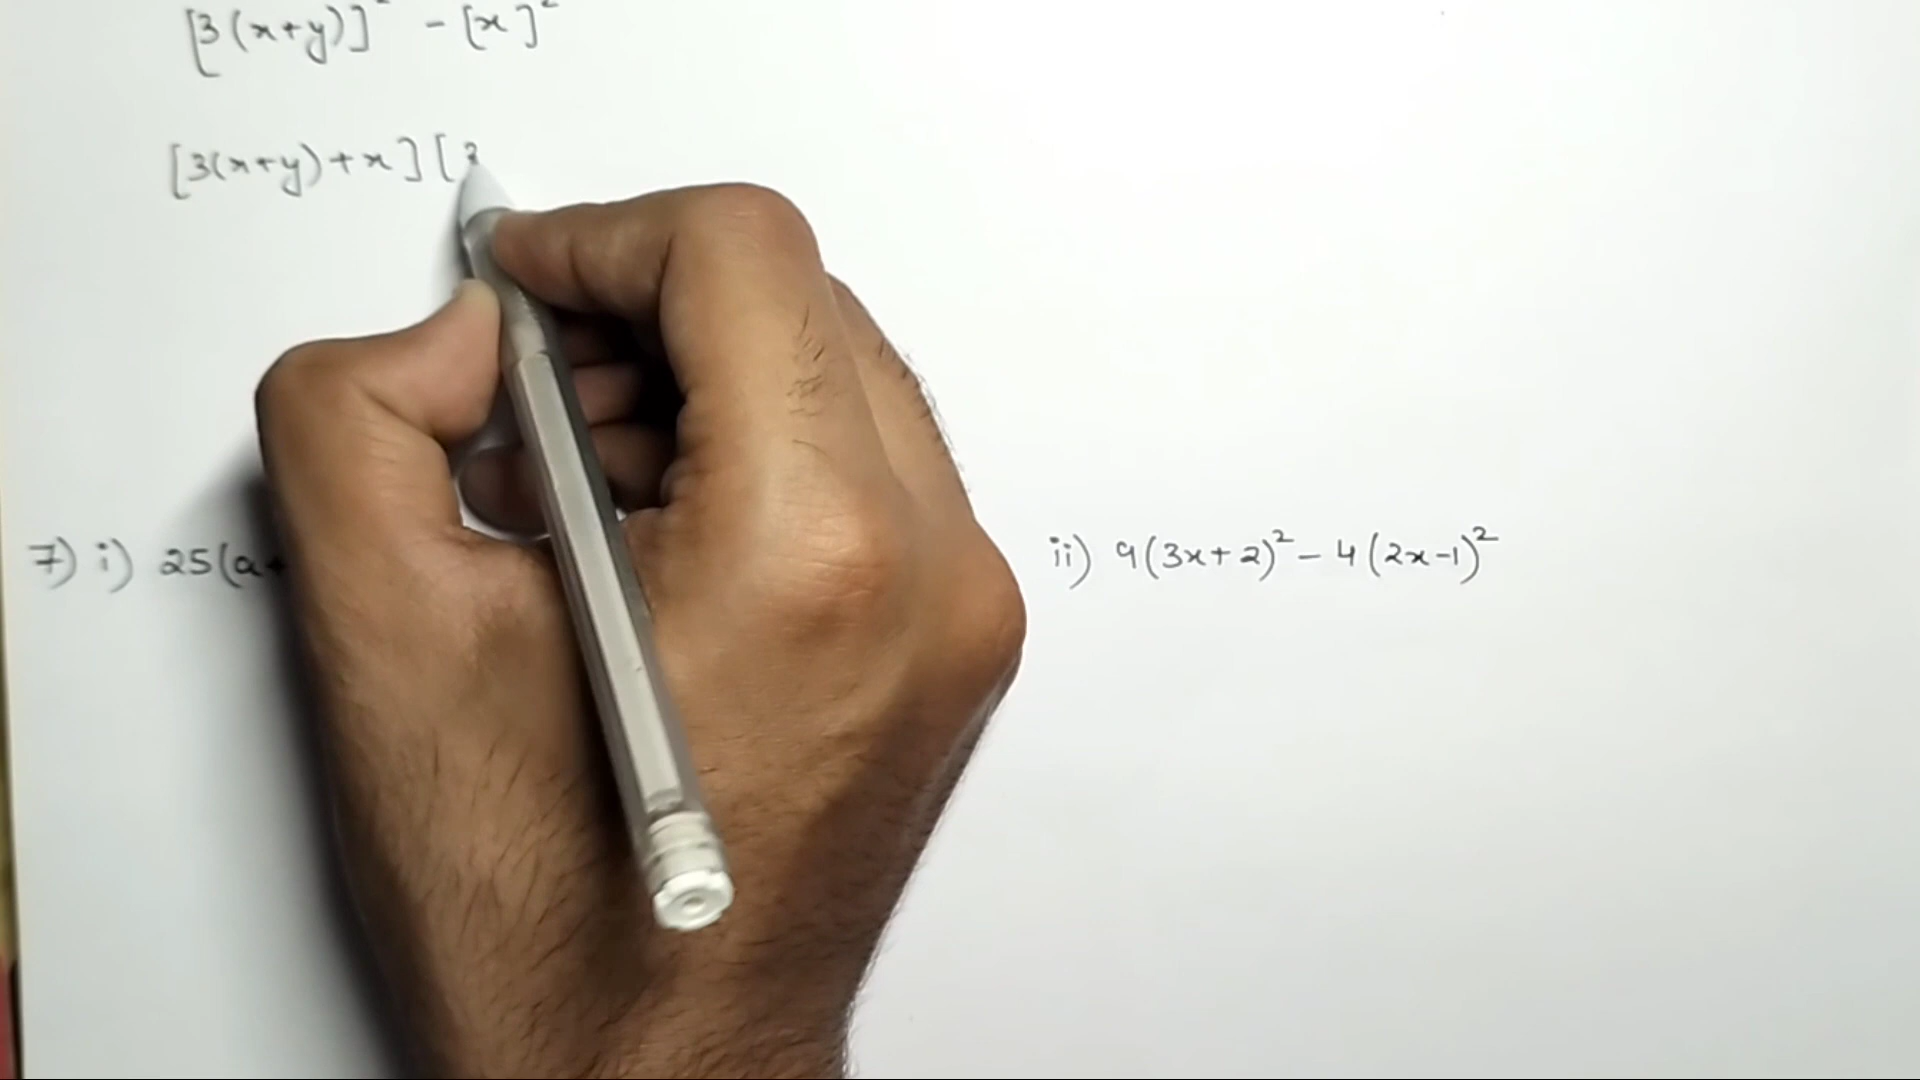 [3(x+y)]² - [x]²
[3(x+y)+x][3
7) i) 25(a+
ii) 9(3x+2)² - 4(2x-1)²